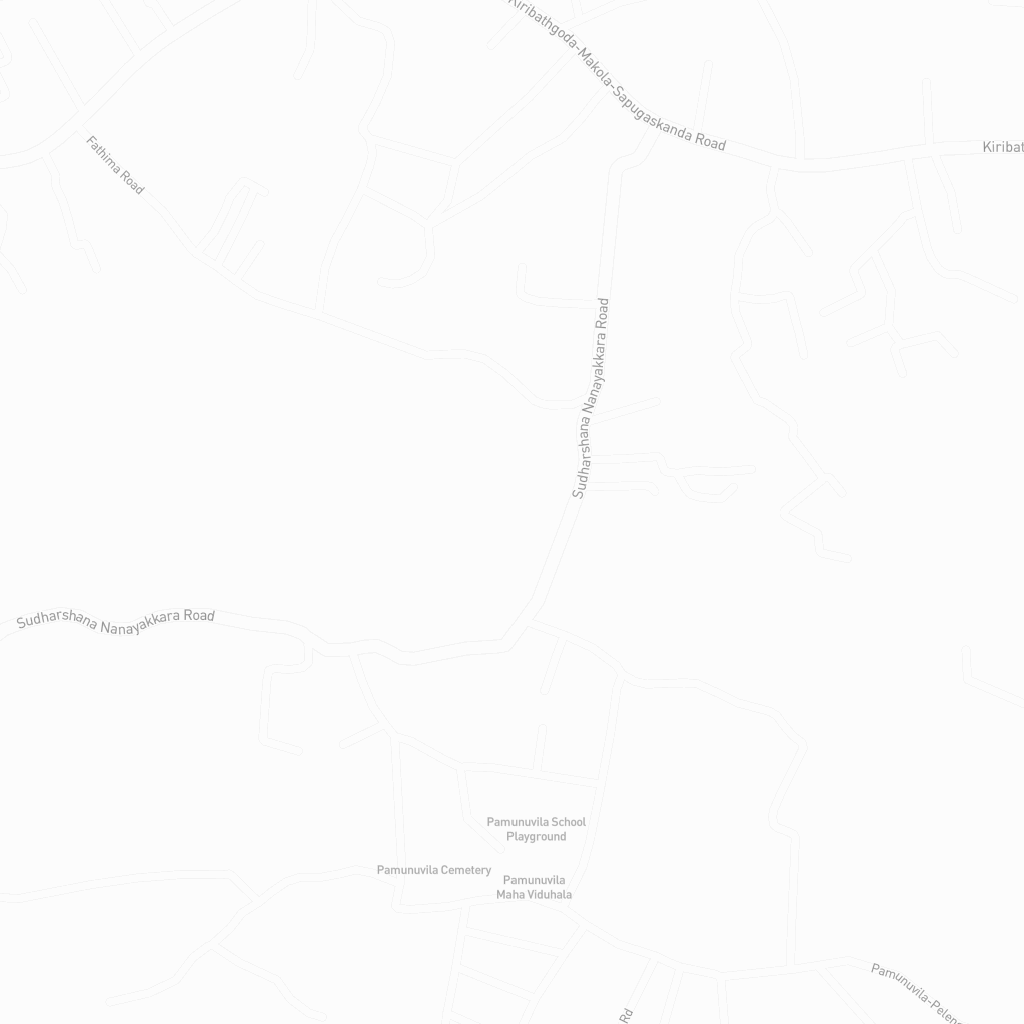 Kiribathgoda-Makola-Sapugaskanda Road
Kiribat
Fathima Road
Sudharshana Nanayakkara Road
Sudharshana Nanayakkara Road
Pamunuvila School
Playground
Pamunuvila Cemetery
Pamunuvila
Maha Viduhala
Pamunuvila-Peleng
Rd